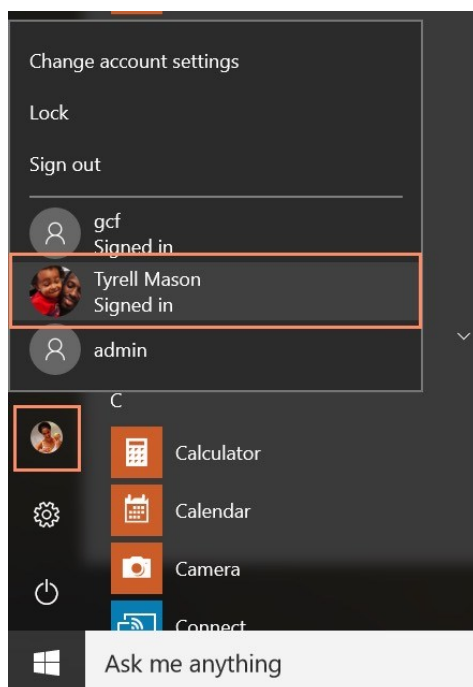 Change account settings
Lock
Sign out
gcf
Signed in
Tyrell Mason
Signed in
admin
C
Calculator
Calendar
Camera
Connect
Ask me anything